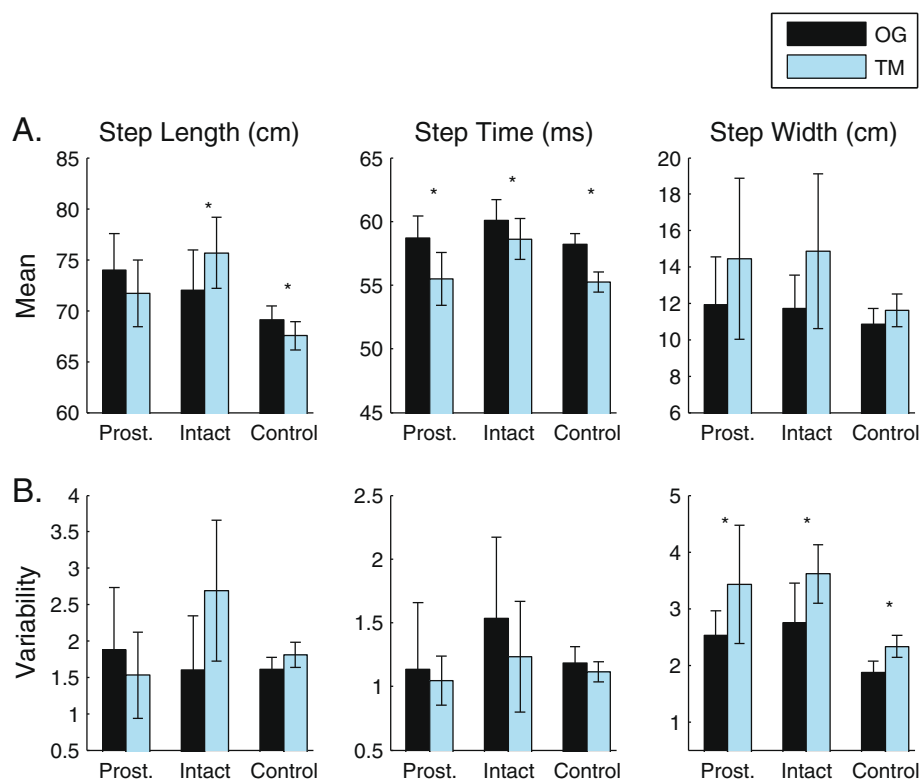 OG
TM
A.
Step Length (cm)
Step Time (ms)
Step Width (cm)
Mean
85
80
75
70
65
60
Prost. Intact Control
* *
65
60
55
50
45
Prost. Intact Control
* * *
20
18
16
14
12
10
8
6
Prost. Intact Control
B.
Variability
4
3.5
3
2.5
2
1.5
1
0.5
Prost. Intact Control
2.5
2
1.5
1
0.5
Prost. Intact Control
5
4
3
2
1
Prost. Intact Control
* * *